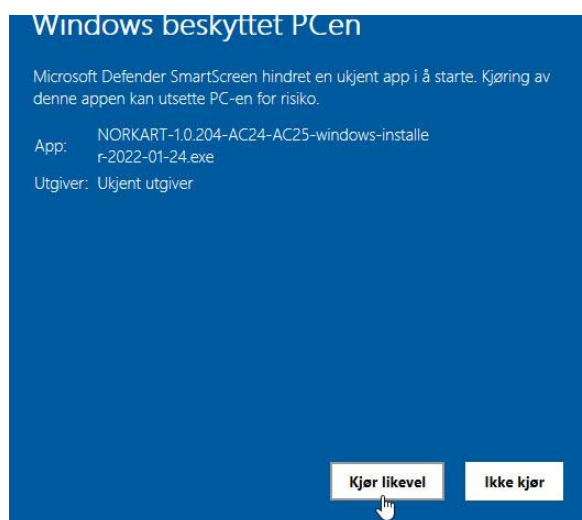 Windows beskyttet PCen
Microsoft Defender SmartScreen hindret en ukjent app i å starte. Kjøring av
denne appen kan utsette PC-en for risiko.
App: NORKART-1.0.204-AC24-AC25-windows-installe
r-2022-01-24.exe
Utgiver: Ukjent utgiver
Kjør likevel Ikke kjør